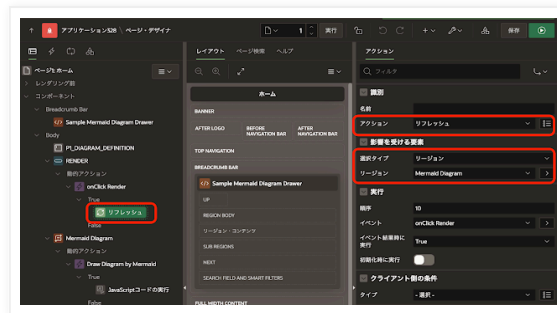 アプリケーション528 \ ページ・デザイナ
1
実行
保存
ページ1: ホーム
レンダリング前
コンポーネント
Breadcrumb Bar
Sample Mermaid Diagram Drawer
Body
P1_DIAGRAM_DEFINITION
RENDER
動的アクション
onClick Render
True
リフレッシュ
False
Mermaid Diagram
動的アクション
Draw Diagram by Mermaid
True
JavaScriptコードの実行
False
レイアウト ページ検索 ヘルプ
ホーム
BANNER
AFTER LOGO
BEFORE NAVIGATION BAR
AFTER NAVIGATION BAR
TOP NAVIGATION
BREADCRUMB BAR
Sample Mermaid Diagram Drawer
UP
REGION BODY
リージョン・コンテンツ
SUB REGIONS
NEXT
SEARCH FIELD AND SMART FILTERS
FULL WIDTH CONTENT
アクション
フィルタ
識別
名前
アクション リフレッシュ
影響を受ける要素
選択タイプ リージョン
リージョン Mermaid Diagram
実行
順序 10
イベント onClick Render
イベント結果時に実行 True
初期化時に実行
クライアント側の条件
タイプ - 選択 -